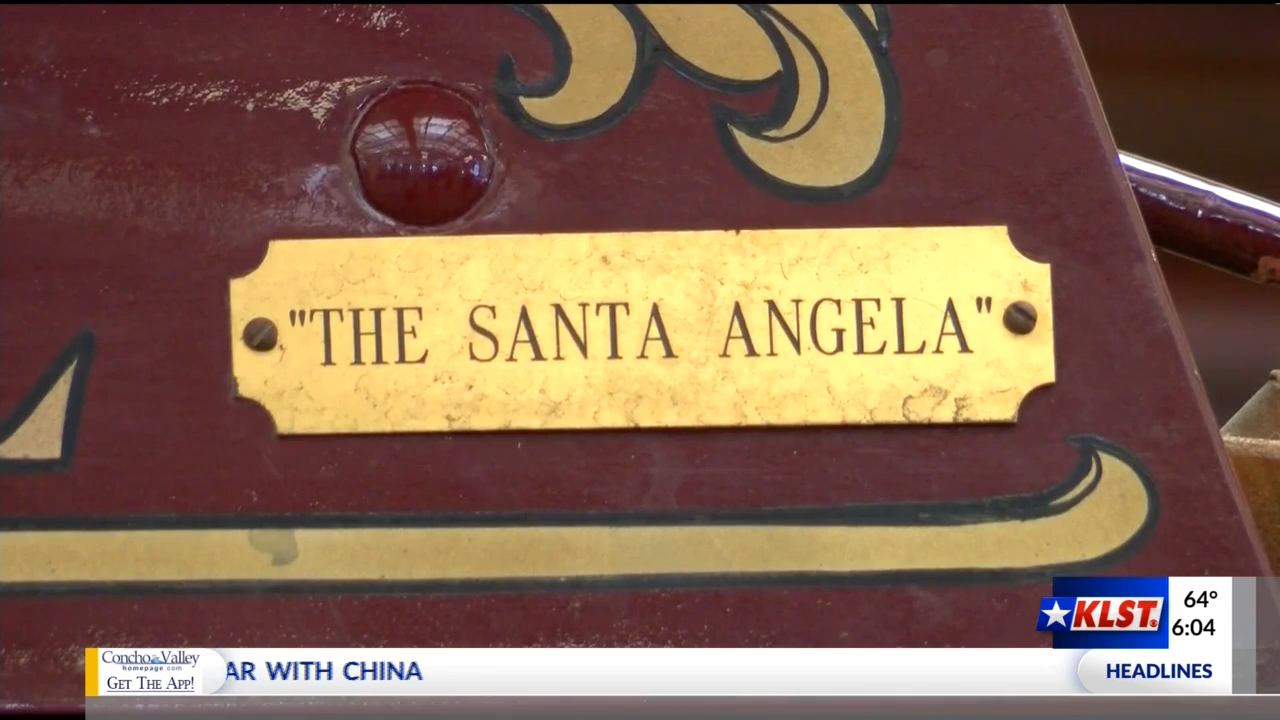 "THE SANTA ANGELA"
KLST
64°
6:04
Concho Valley
homepage.com
GET THE APP!
AR WITH CHINA
HEADLINES